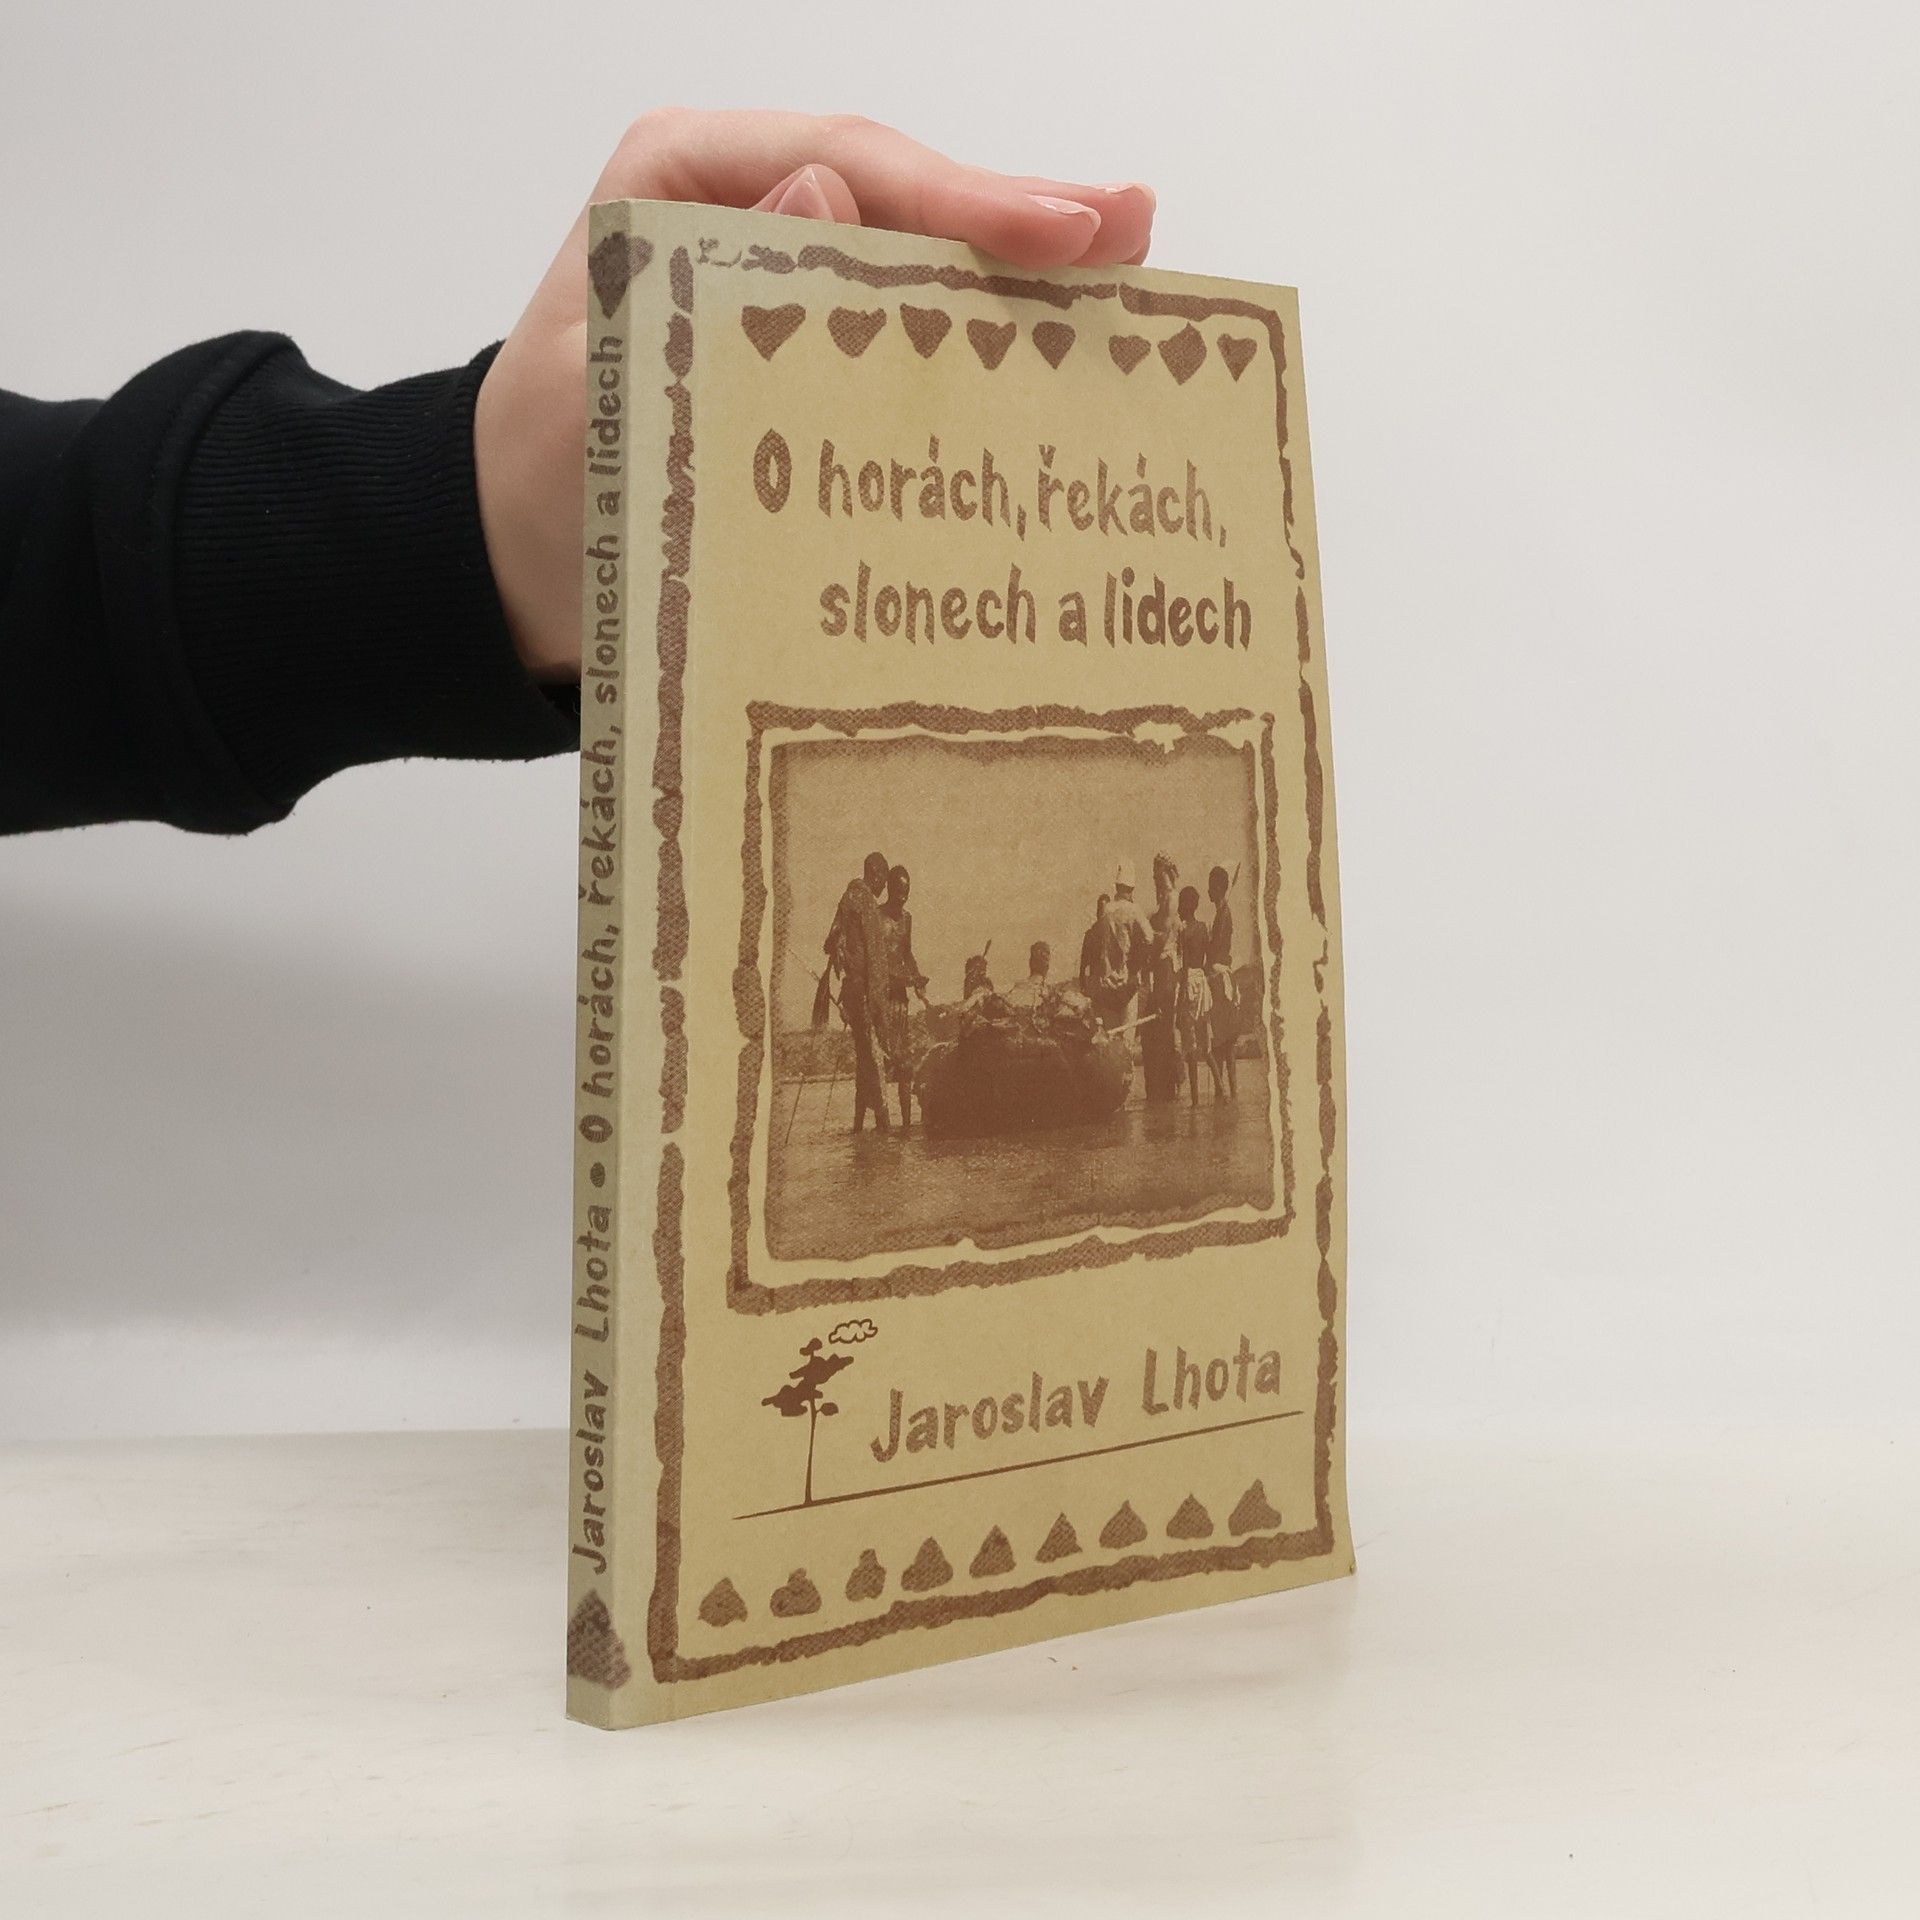 O horách, řekách,
slonech a lidech
Jaroslav Lhota
Jaroslav Lhota • O horách, řekách, slonech a lidech